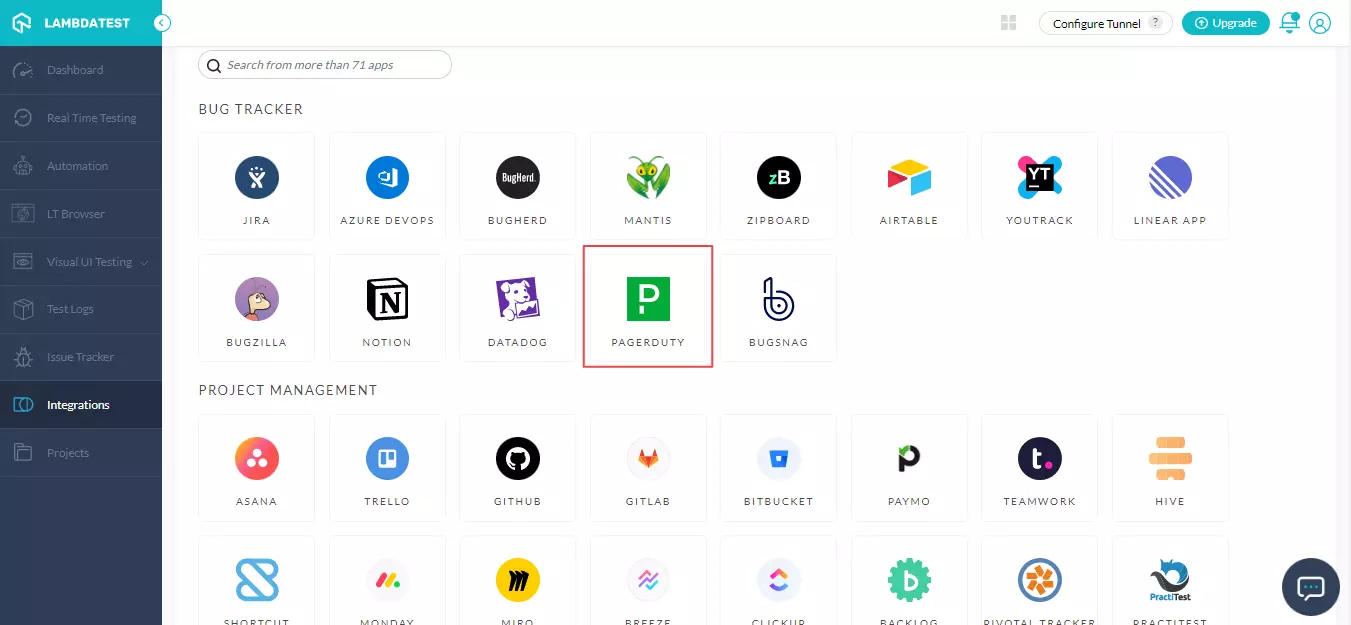 LAMBDATEST
Configure Tunnel ?
Upgrade
Dashboard
Real Time Testing
Automation
LT Browser
Visual UI Testing
Test Logs
Issue Tracker
Integrations
Projects
Search from more than 71 apps
BUG TRACKER
BugHerd.
zB
YT
JIRA
AZURE DEVOPS
BUGHERD
MANTIS
ZIPBOARD
AIRTABLE
YOUTRACK
LINEAR APP
N
P
b
BUGZILLA
NOTION
DATADOG
PAGERDUTY
BUGSNAG
PROJECT MANAGEMENT
p
t.
ASANA
TRELLO
GITHUB
GITLAB
BITBUCKET
PAYMO
TEAMWORK
HIVE
b
PractiTest
SHORTCUT
MONDAY
MIRO
BREEZE
CLICKUP
BACKLOG
PIVOTAL TRACKER
PRACTITEST